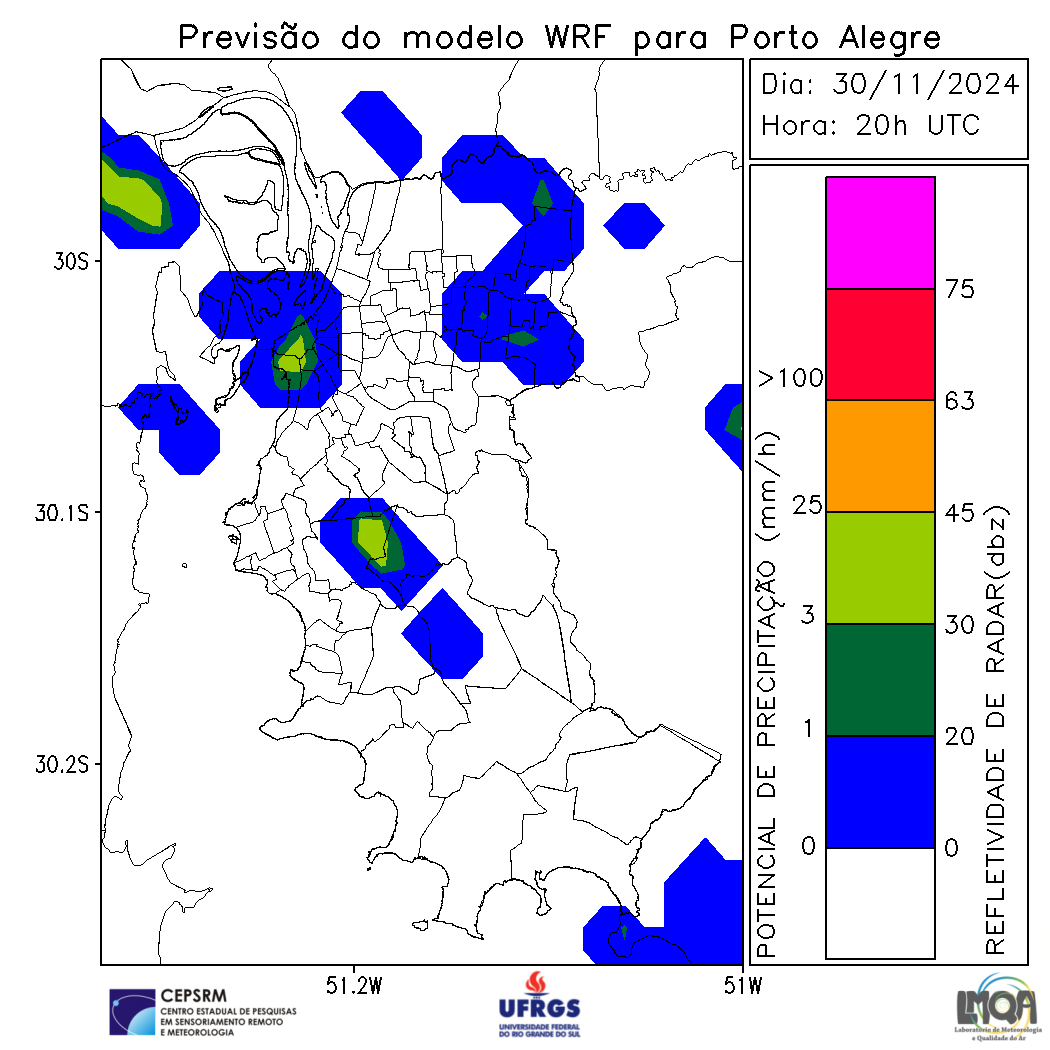 Previsão do modelo WRF para Porto Alegre
Dia: 30/11/2024
Hora: 20h UTC
30S
30.1S
30.2S
51.2W
51W
POTENCIAL DE PRECIPITAÇÃO (mm/h)
>100
25
3
1
0
75
63
45
30
20
0
REFLETIVIDADE DE RADAR(dbz)
CEPSRM
CENTRO ESTADUAL DE PESQUISAS
EM SENSORIAMENTO REMOTO
E METEOROLOGIA
UFRGS
UNIVERSIDADE FEDERAL
DO RIO GRANDE DO SUL
LMQA
Laboratório de Meteorologia
e Qualidade do Ar